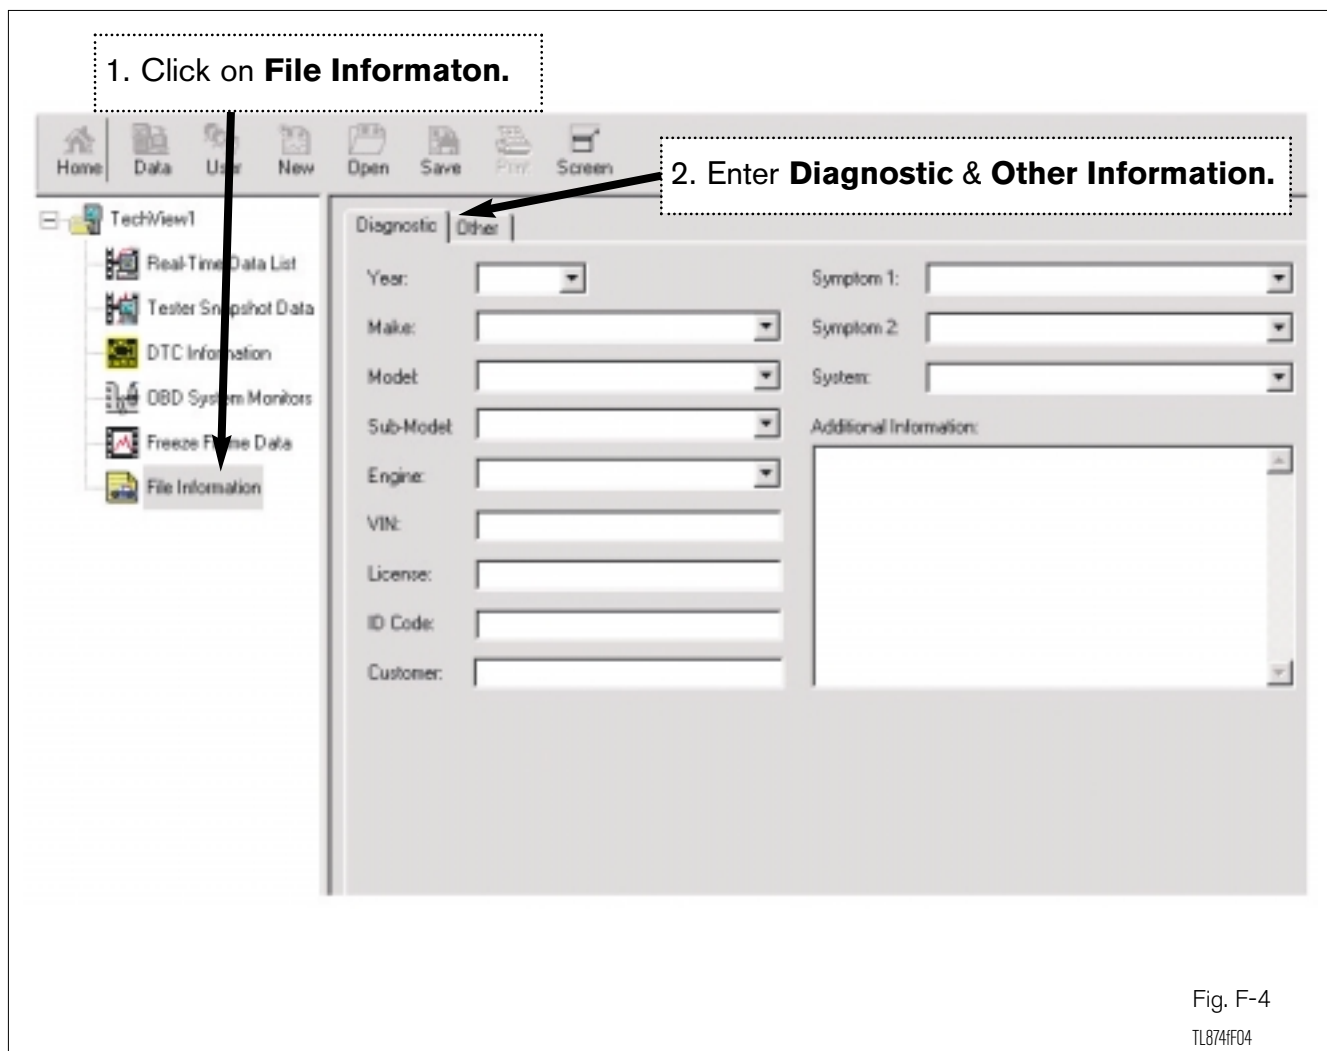 1. Click on File Informaton.
Home Data User New Open Save Print Screen
2. Enter Diagnostic & Other Information.
TechView1
Real-Time Data List
Tester Snapshot Data
DTC Information
OBD System Monitors
Freeze Frame Data
File Information
Diagnostic Other
Year:
Make:
Model:
Sub-Model:
Engine:
VIN:
License:
ID Code:
Customer:
Symptom 1:
Symptom 2:
System:
Additional Information:
Fig. F-4
TL874fF04